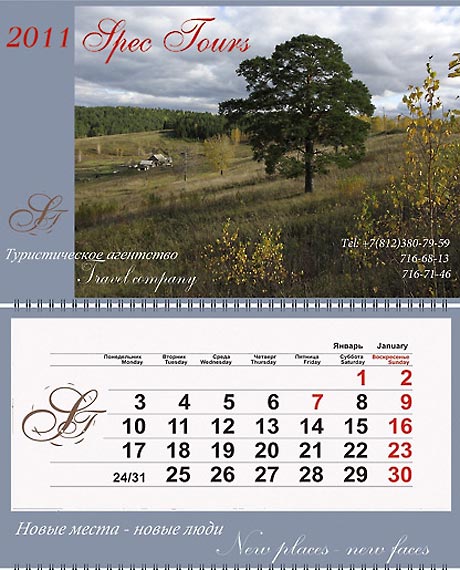 2011 Spec Tours
ST
Туристическое агентство
Travel company
Tel: +7(812)380-79-59
716-68-13
716-71-46
Январь January
Понедельник Вторник Среда Четверг Пятница Суббота Воскресенье
Monday Tuesday Wednesday Thursday Friday Saturday Sunday
1 2
3 4 5 6 7 8 9
ST
10 11 12 13 14 15 16
17 18 19 20 21 22 23
24/31 25 26 27 28 29 30
Новые места - новые люди
New places - new faces